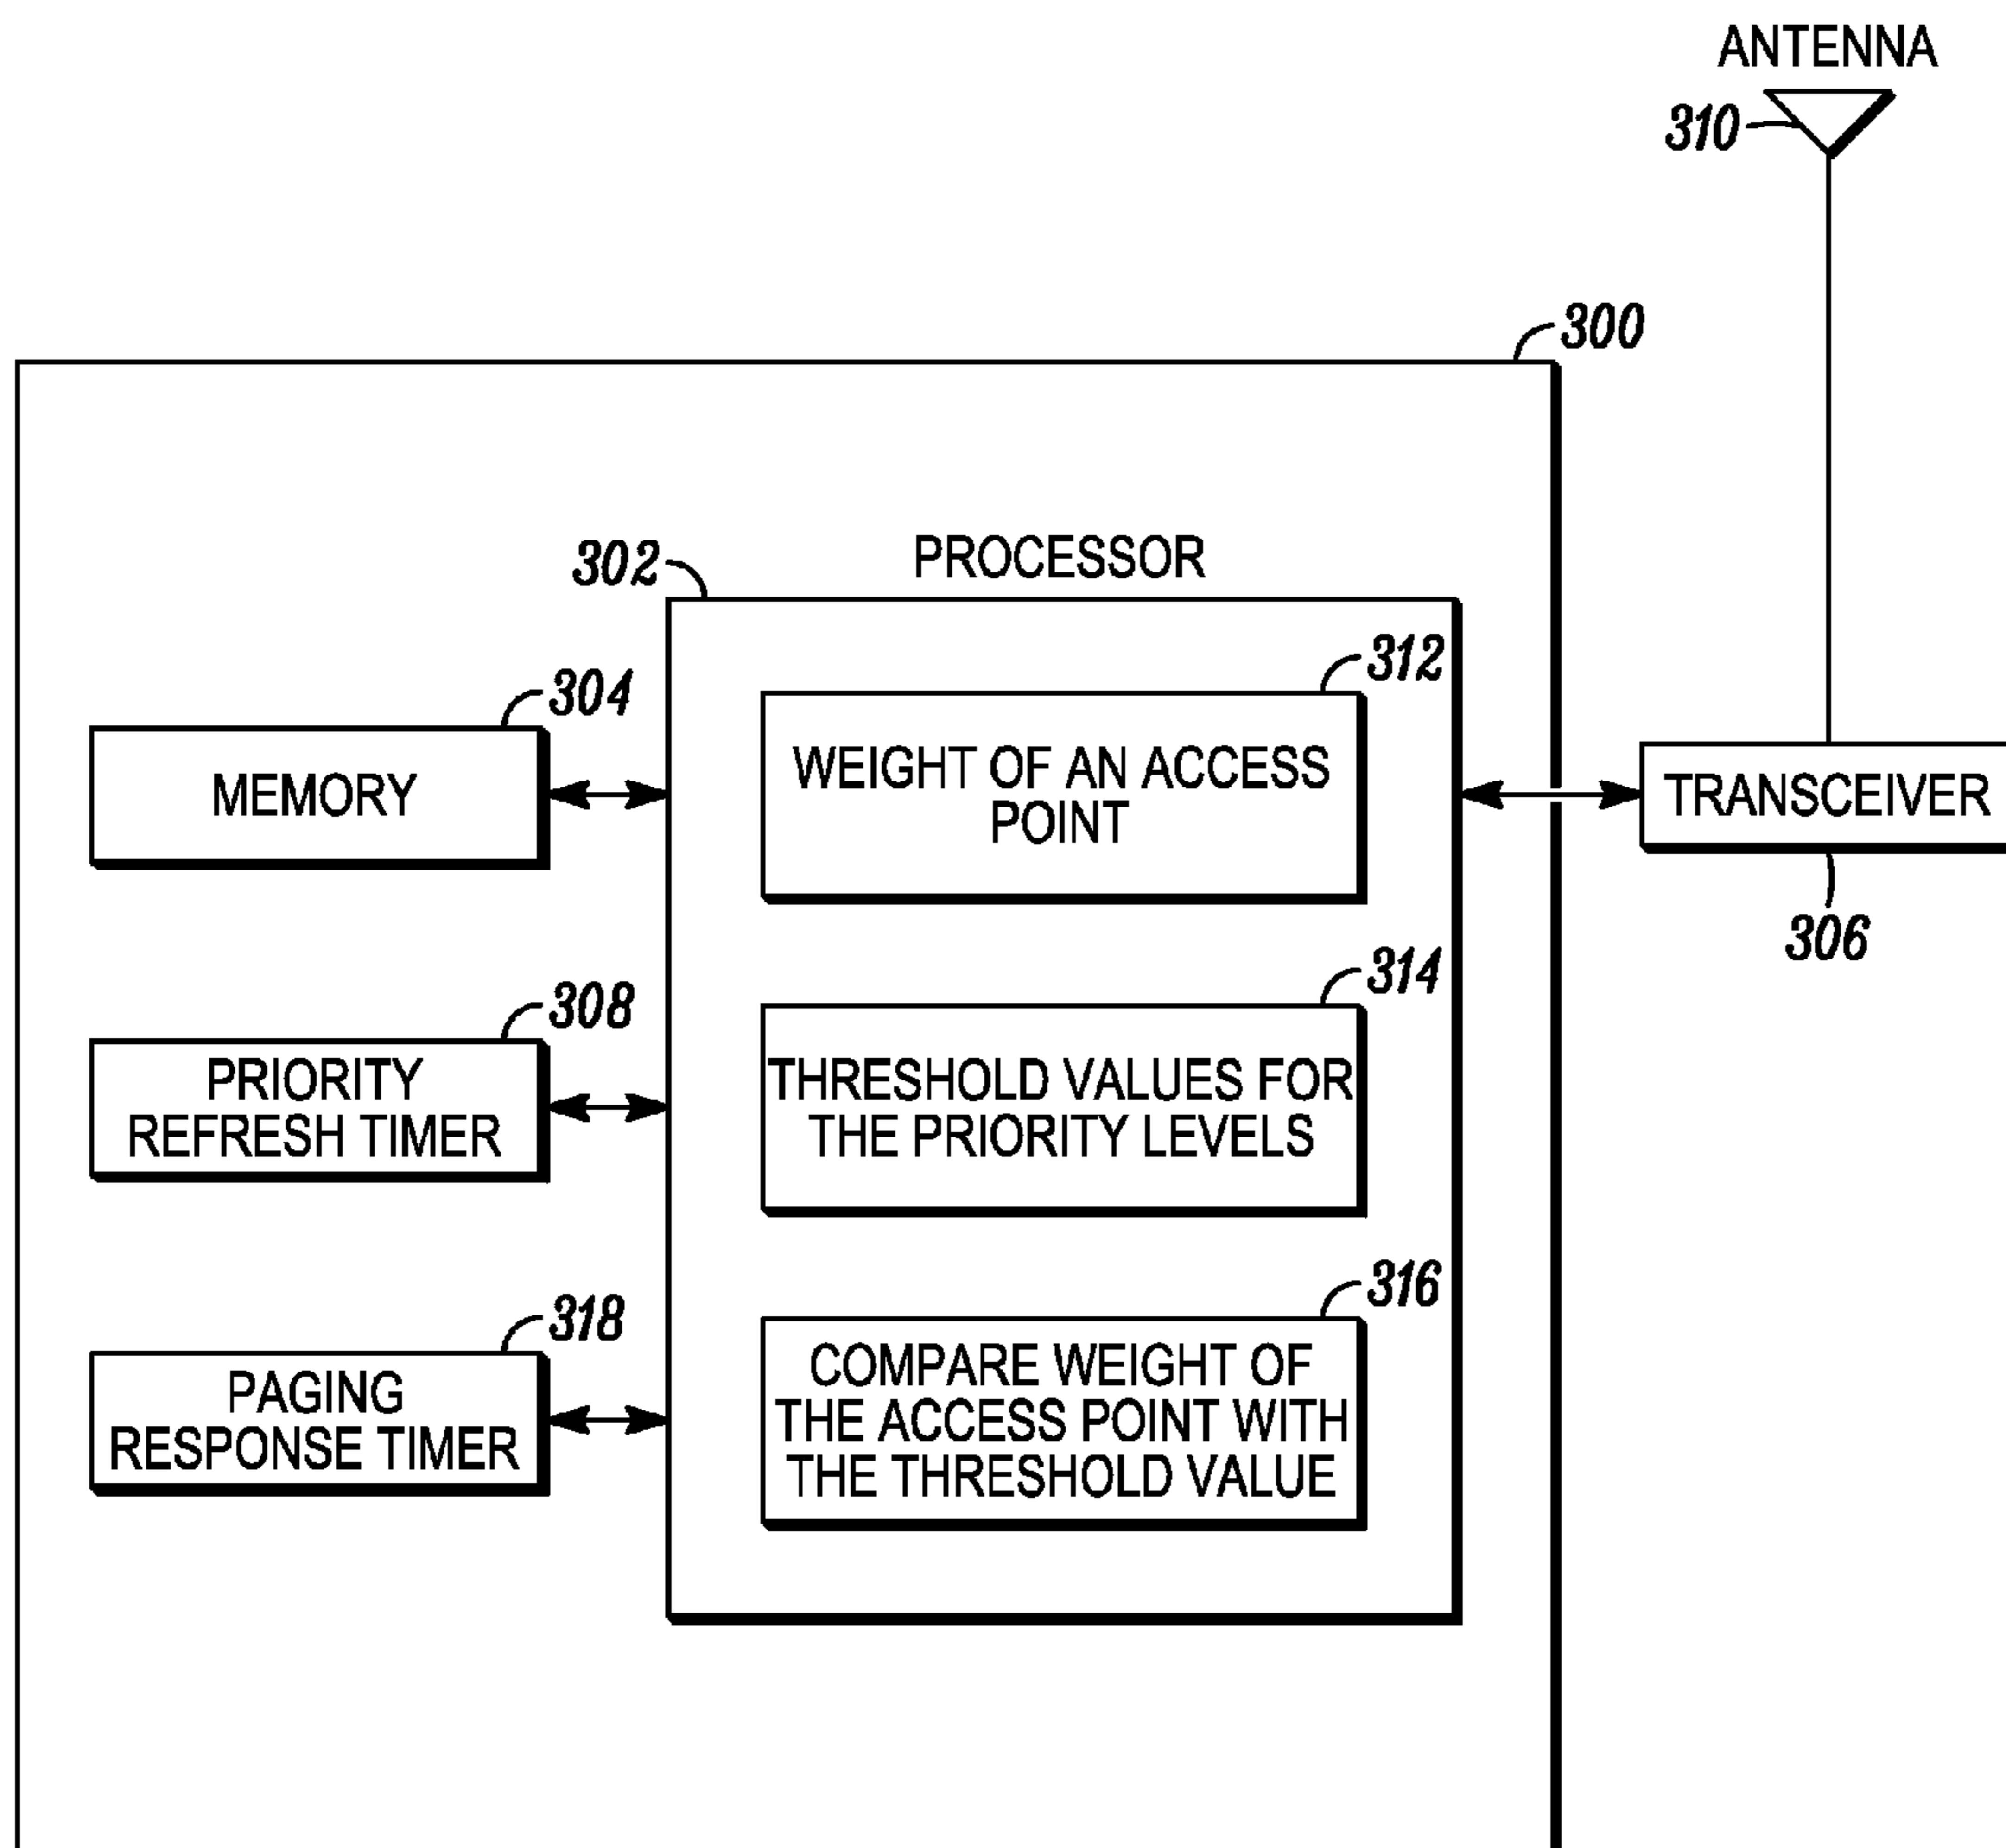 ANTENNA
310
300
302
PROCESSOR
312
304
WEIGHT OF AN ACCESS
POINT
MEMORY
TRANSCEIVER
306
314
308
THRESHOLD VALUES FOR
THE PRIORITY LEVELS
PRIORITY
REFRESH TIMER
316
318
COMPARE WEIGHT OF
THE ACCESS POINT WITH
THE THRESHOLD VALUE
PAGING
RESPONSE TIMER